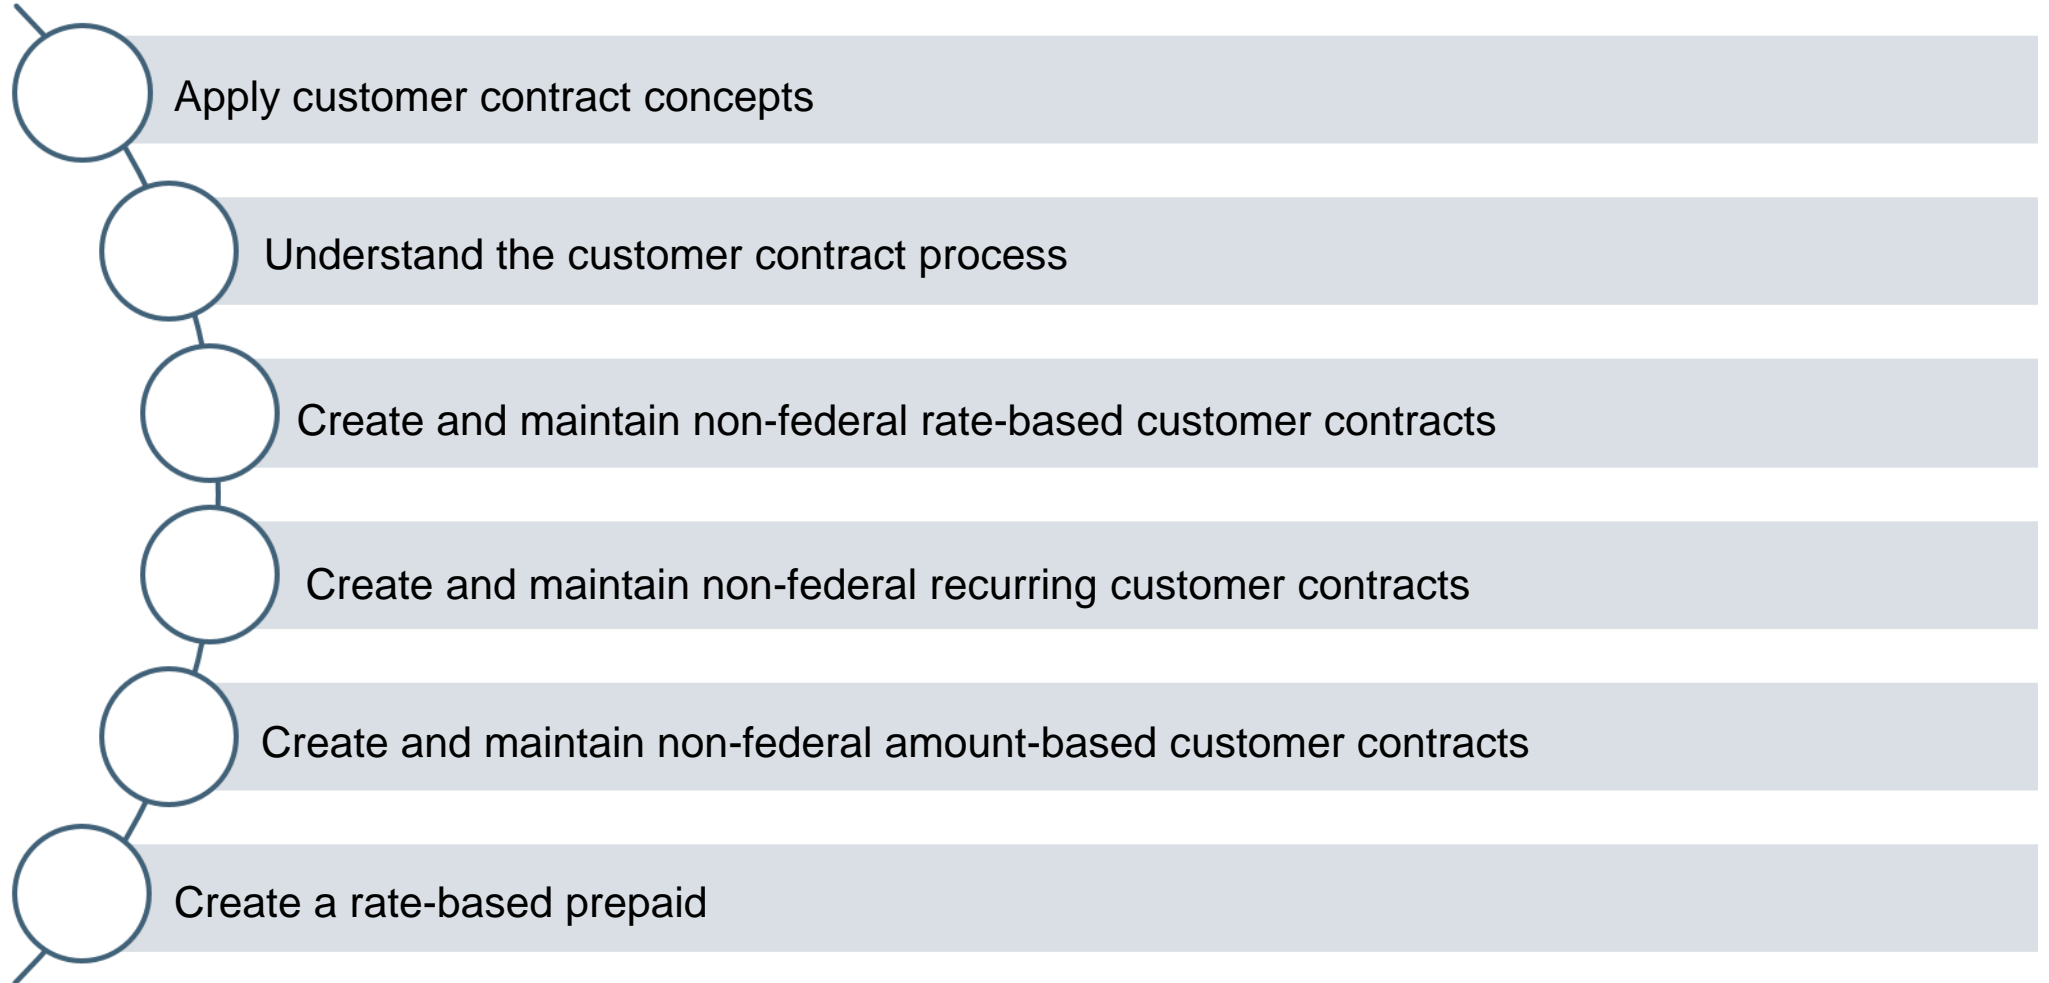 Apply customer contract concepts
Understand the customer contract process
Create and maintain non-federal rate-based customer contracts
Create and maintain non-federal recurring customer contracts
Create and maintain non-federal amount-based customer contracts
Create a rate-based prepaid